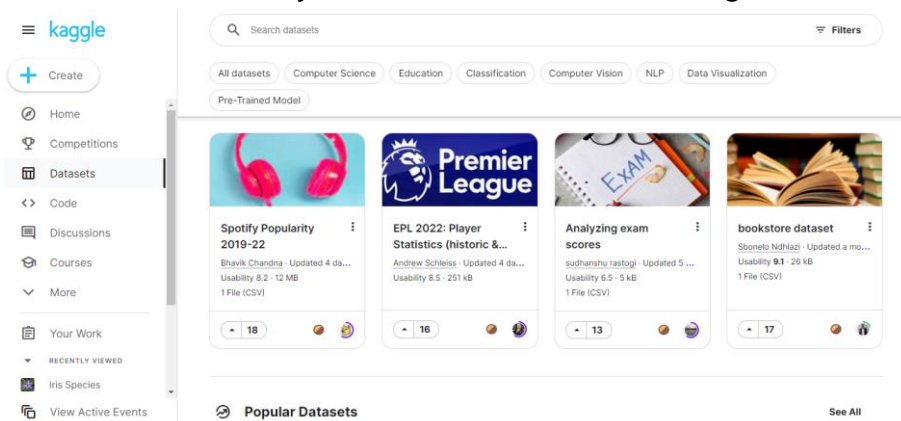 kaggle
Search datasets
Filters
Create
All datasets Computer Science Education Classification Computer Vision NLP Data Visualization
Pre-Trained Model
Home
Competitions
Datasets
Code
Discussions
Courses
More
Your Work
RECENTLY VIEWED
Iris Species
View Active Events
Premier
League
EXAM
Spotify Popularity
2019-22
Bhavik Chandna · Updated 4 da...
Usability 8.2 · 12 MB
1 File (CSV)
18
EPL 2022: Player
Statistics (historic &...
Andrew Schleiss · Updated 4 da...
Usability 8.5 · 251 kB
16
Analyzing exam
scores
sudhanshu rastogi · Updated 5 ...
Usability 6.5 · 5 kB
1 File (CSV)
13
bookstore dataset
Sbonelo Ndhlazi · Updated a mo...
Usability 9.1 · 26 kB
1 File (CSV)
17
Popular Datasets
See All